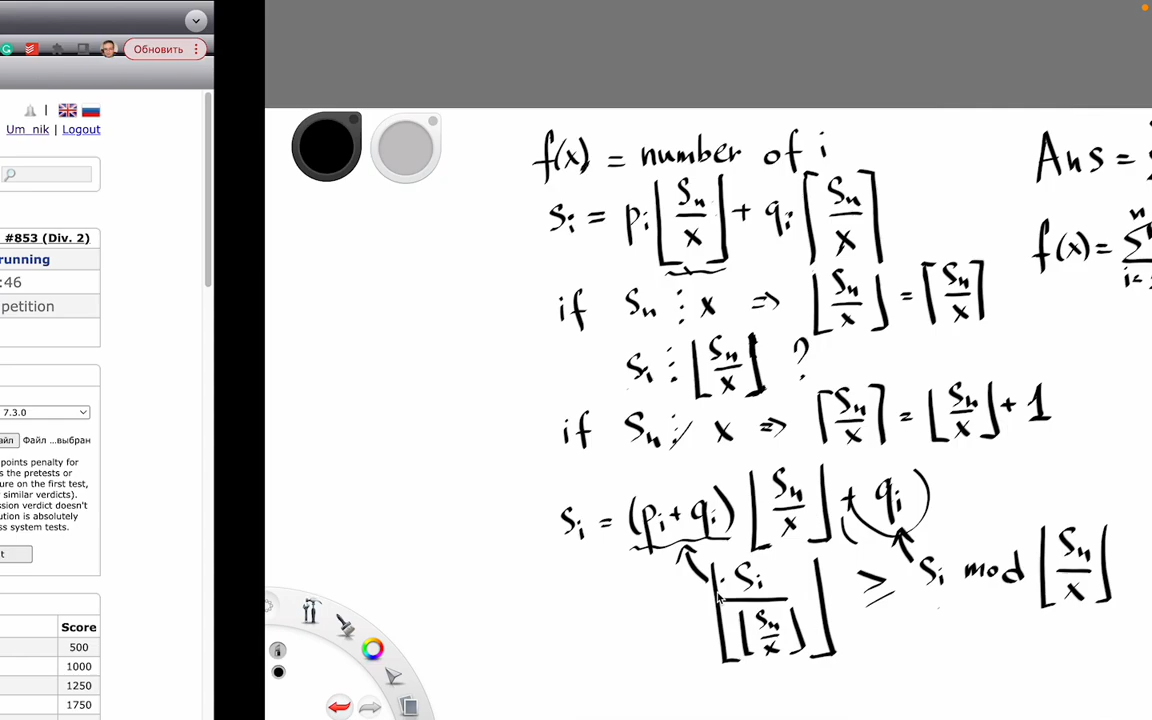 Обновить
Um_nik | Logout
#853 (Div. 2)
running
:46
petition
7.3.0
айл Файл ...выбран
points penalty for
s the pretests or
ure on the first test,
similar verdicts).
ssion verdict doesn't
ution is absolutely
ss system tests.
t
Score
500
1000
1250
1750
f(x) = number of i
s_i = p_i ⌊S_n/x⌋ + q_i ⌈S_n/x⌉
if S_n ⋮ x => ⌊S_n/x⌋ = ⌈S_n/x⌉
s_i ⋮ ⌊S_n/x⌋ ?
if S_n ⋮̸ x => ⌈S_n/x⌉ = ⌊S_n/x⌋ + 1
s_i = (p_i + q_i) ⌊S_n/x⌋ + q_i
⌊S_i/⌊S_n/x⌋⌋ ≥ s_i mod ⌊S_n/x⌋
Ans =
f(x) = n Σ i=